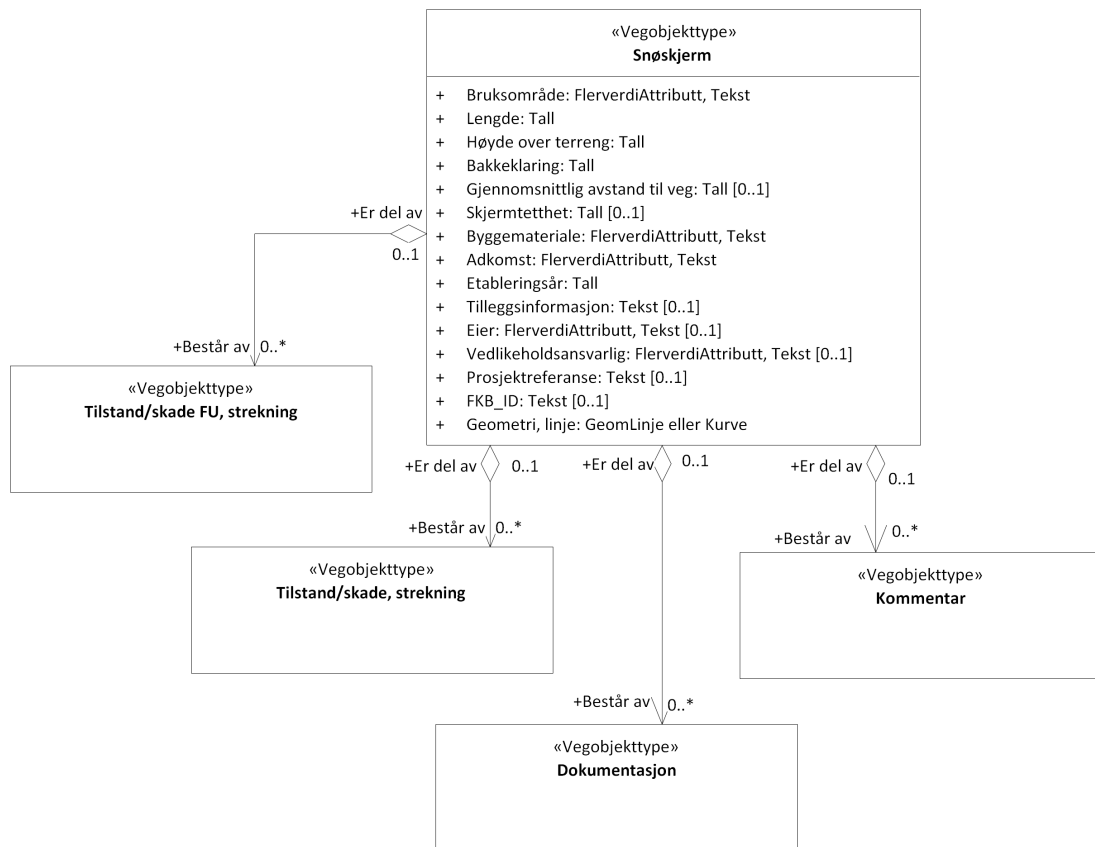 «Vegobjekttype»
Snøskjerm
+ Bruksområde: FlerverdiAttributt, Tekst
+ Lengde: Tall
+ Høyde over terreng: Tall
+ Bakkeklaring: Tall
+ Gjennomsnittlig avstand til veg: Tall [0..1]
+ Skjermtetthet: Tall [0..1]
+ Byggemateriale: FlerverdiAttributt, Tekst
+ Adkomst: FlerverdiAttributt, Tekst
+ Etableringsår: Tall
+ Tilleggsinformasjon: Tekst [0..1]
+ Eier: FlerverdiAttributt, Tekst [0..1]
+ Vedlikeholdsansvarlig: FlerverdiAttributt, Tekst [0..1]
+ Prosjektreferanse: Tekst [0..1]
+ FKB_ID: Tekst [0..1]
+ Geometri, linje: GeomLinje eller Kurve
+Er del av
0..1
+Består av 0..*
«Vegobjekttype»
Tilstand/skade FU, strekning
+Er del av 0..1
+Består av 0..*
«Vegobjekttype»
Tilstand/skade, strekning
+Er del av 0..1
+Består av 0..*
«Vegobjekttype»
Dokumentasjon
+Er del av 0..1
+Består av 0..*
«Vegobjekttype»
Kommentar